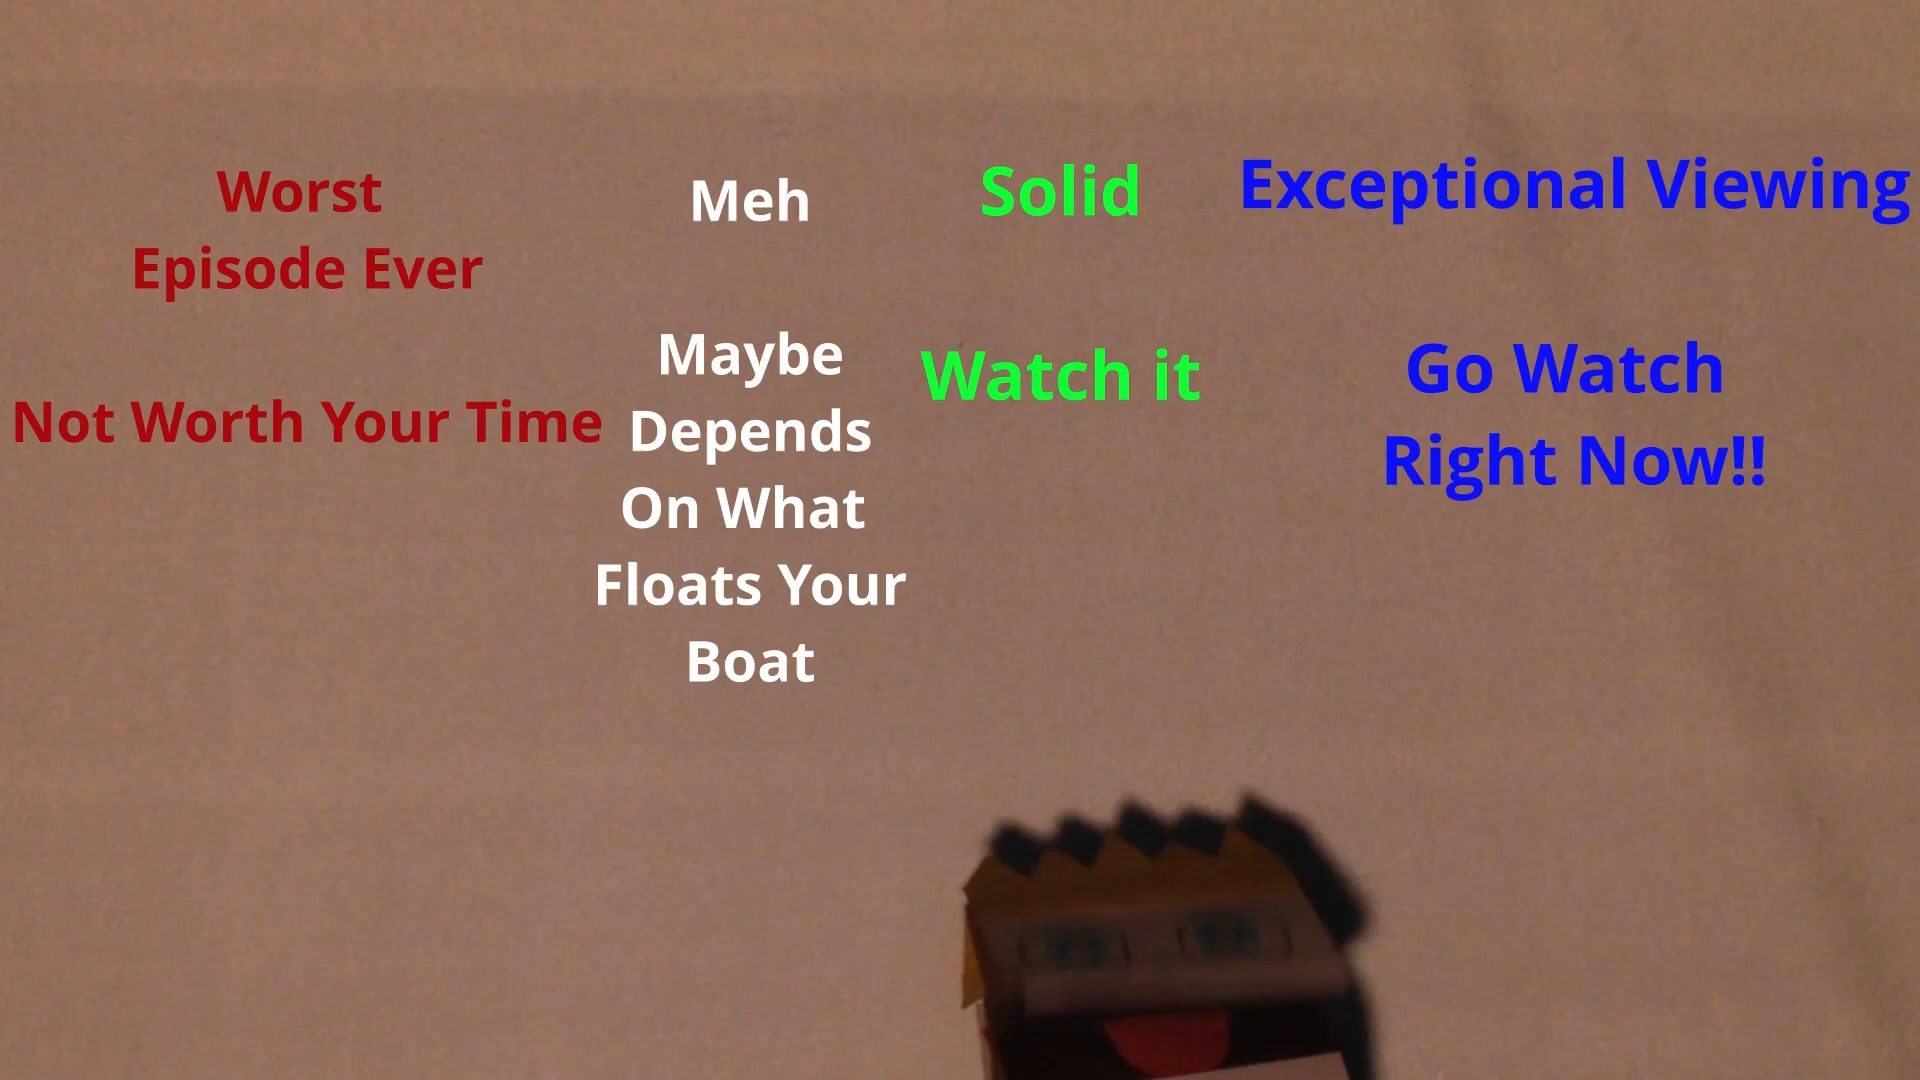 Worst
Episode Ever
Not Worth Your Time
Meh
Maybe
Depends
On What
Floats Your
Boat
Solid
Watch it
Exceptional Viewing
Go Watch
Right Now!!